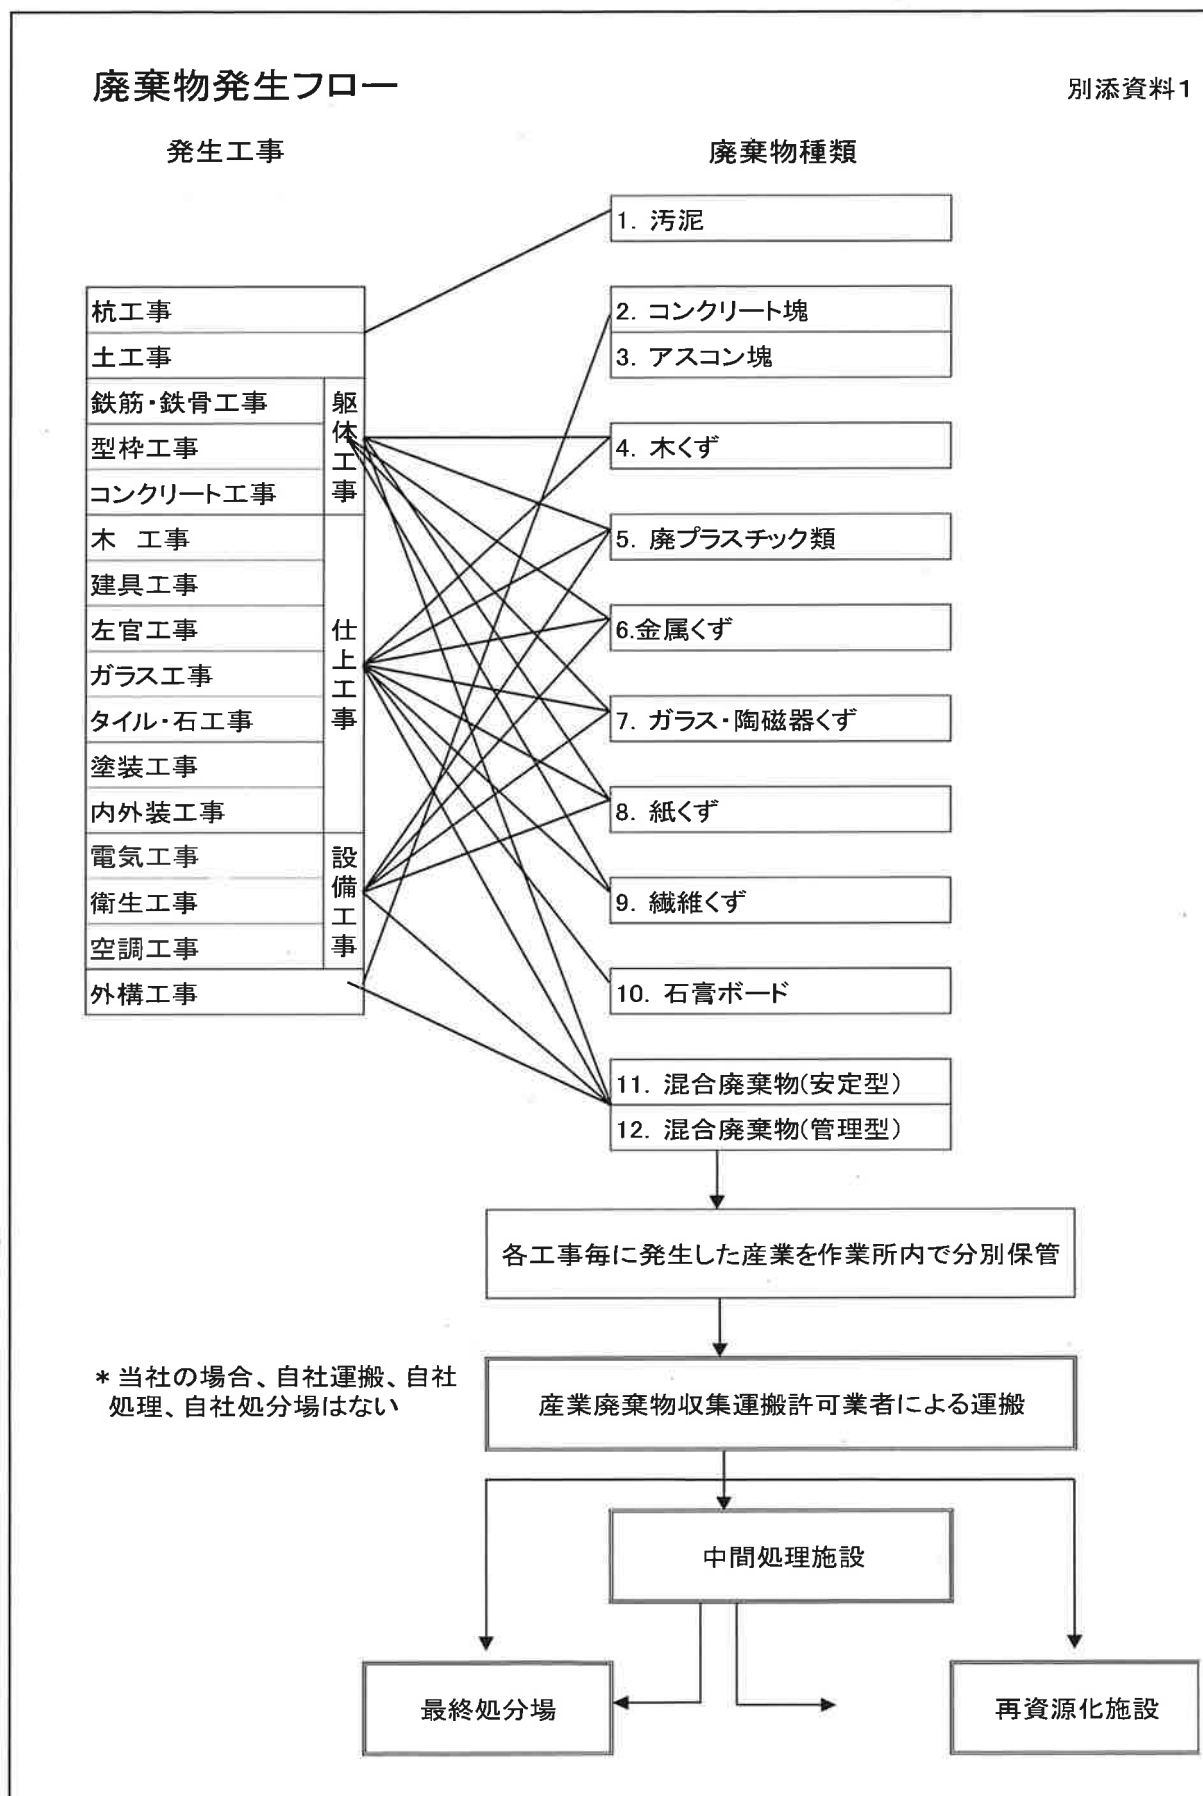 廃棄物発生フロー
別添資料1
発生工事
廃棄物種類
1. 汚泥
杭工事
土工事
鉄筋・鉄骨工事
型枠工事
コンクリート工事
躯体工事
木 工事
建具工事
左官工事
ガラス工事
タイル・石工事
塗装工事
内外装工事
仕上工事
電気工事
衛生工事
空調工事
設備工事
外構工事
2. コンクリート塊
3. アスコン塊
4. 木くず
5. 廃プラスチック類
6.金属くず
7. ガラス・陶磁器くず
8. 紙くず
9. 繊維くず
10. 石膏ボード
11. 混合廃棄物(安定型)
12. 混合廃棄物(管理型)
各工事毎に発生した産業を作業所内で分別保管
＊当社の場合、自社運搬、自社
処理、自社処分場はない
産業廃棄物収集運搬許可業者による運搬
中間処理施設
最終処分場
再資源化施設